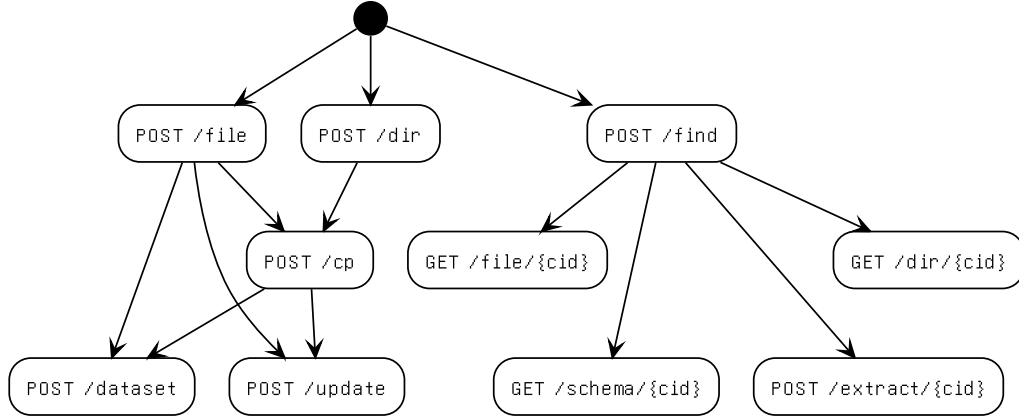 POST /file
POST /dir
POST /find
POST /cp
GET /file/{cid}
GET /dir/{cid}
POST /dataset
POST /update
GET /schema/{cid}
POST /extract/{cid}